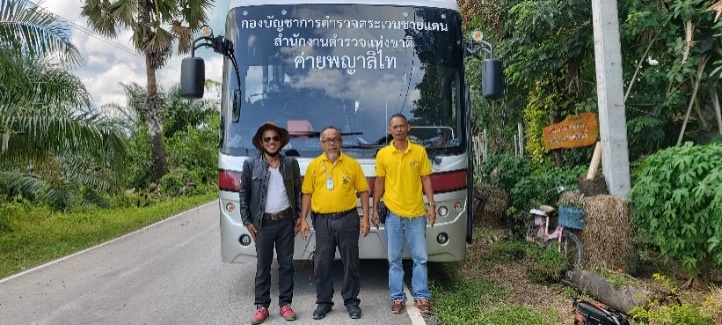 กองบัญชาการตำรวจตระเวนชายแดน
สำนักงานตำรวจแห่งชาติ
ค่ายพญาลิไท